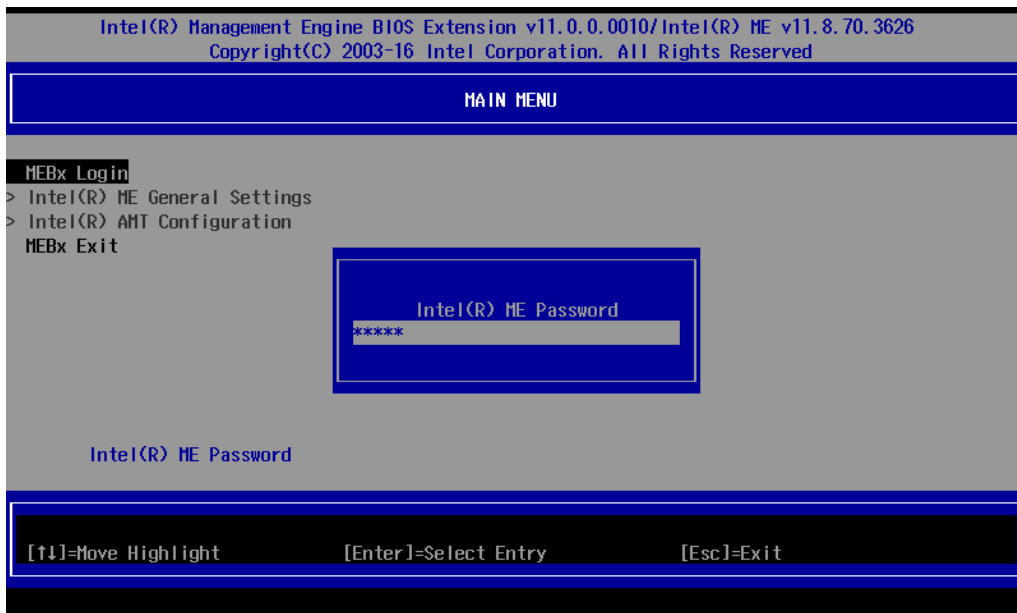 Intel(R) Management Engine BIOS Extension v11.0.0.0010/Intel(R) ME v11.8.70.3626
Copyright(C) 2003-16 Intel Corporation. All Rights Reserved
MAIN MENU
MEBx Login
> Intel(R) ME General Settings
> Intel(R) AMT Configuration
MEBx Exit
Intel(R) ME Password
*****
Intel(R) ME Password
[↑↓]=Move Highlight [Enter]=Select Entry [Esc]=Exit